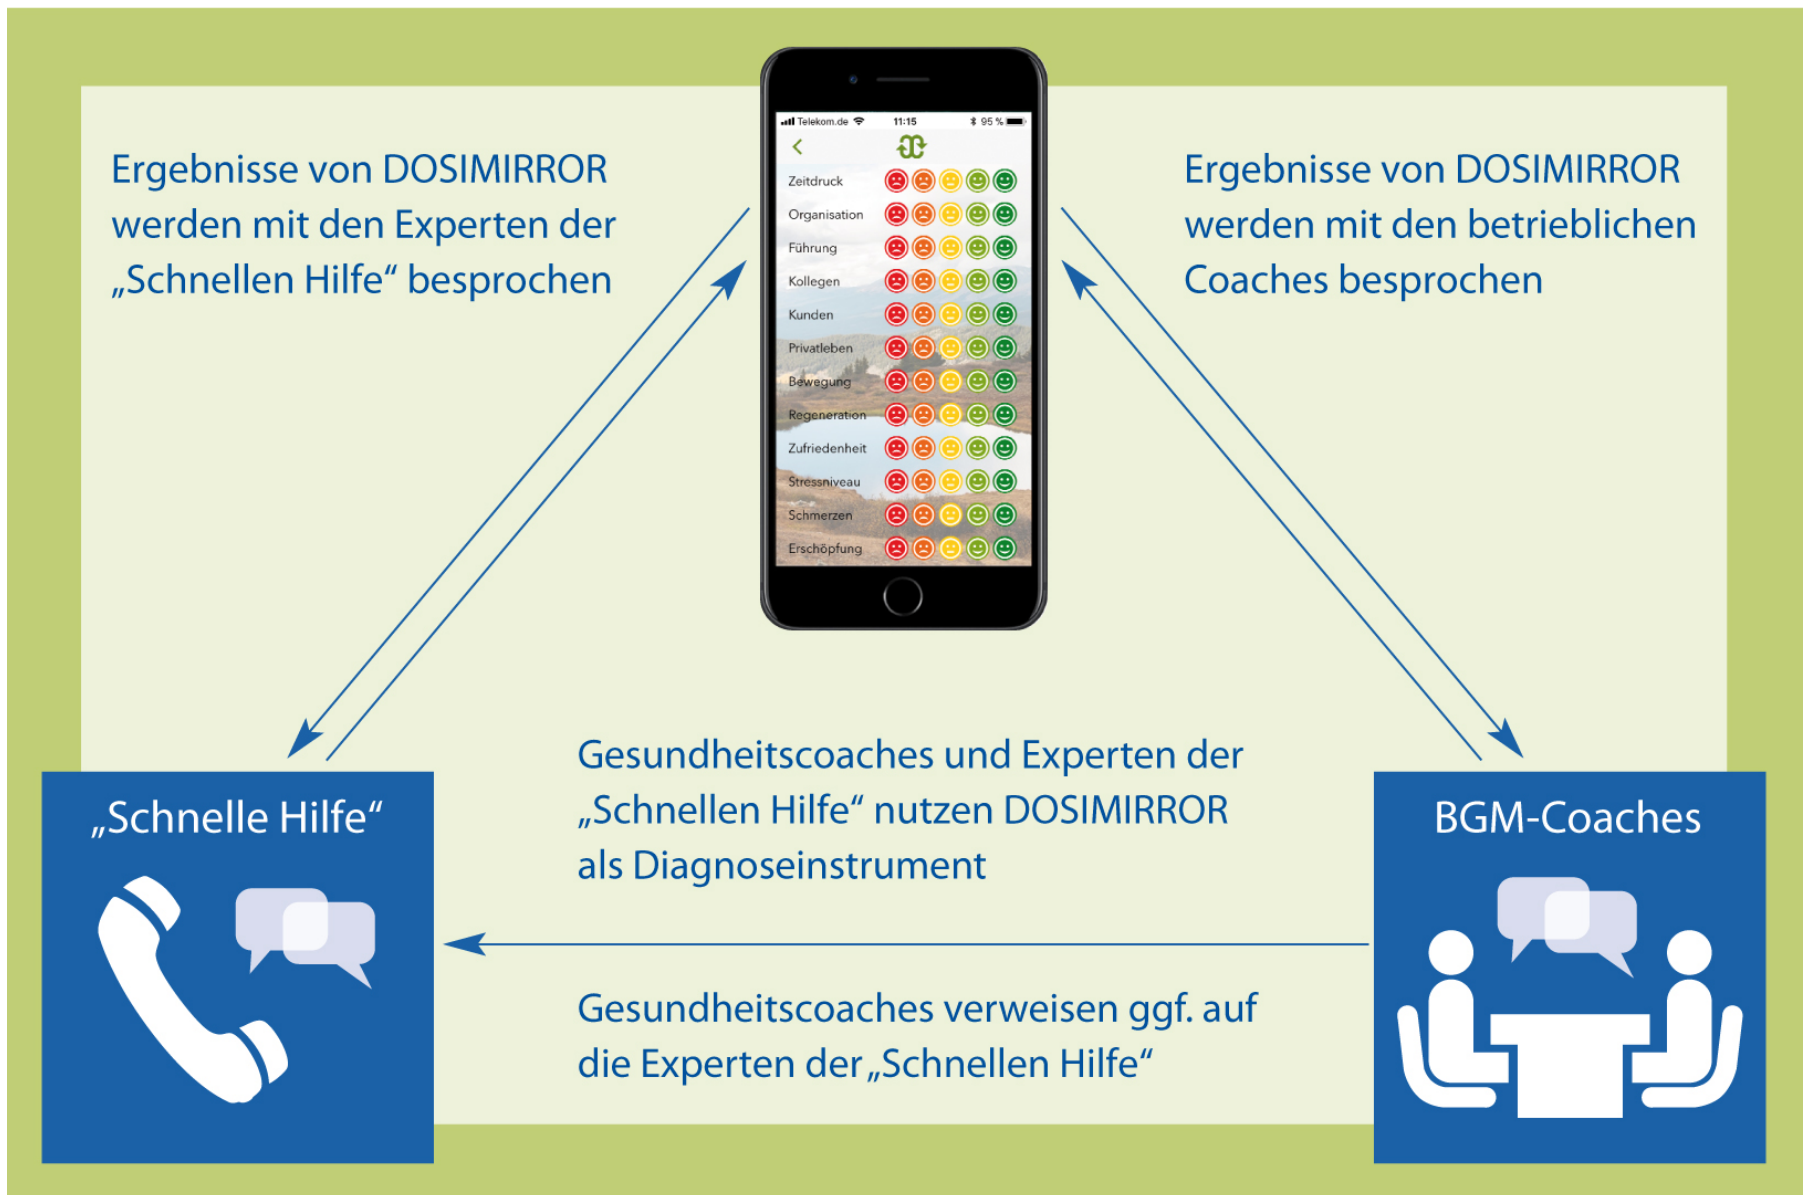 Ergebnisse von DOSIMIRROR
werden mit den Experten der
„Schnellen Hilfe“ besprochen
Telekom.de 11:15 95 %
Zeitdruck
Organisation
Führung
Kollegen
Kunden
Privatleben
Bewegung
Regeneration
Zufriedenheit
Stressniveau
Schmerzen
Erschöpfung
Ergebnisse von DOSIMIRROR
werden mit den betrieblichen
Coaches besprochen
Gesundheitscoaches und Experten der
„Schnellen Hilfe“ nutzen DOSIMIRROR
als Diagnoseinstrument
„Schnelle Hilfe“
BGM-Coaches
Gesundheitscoaches verweisen ggf. auf
die Experten der „Schnellen Hilfe“